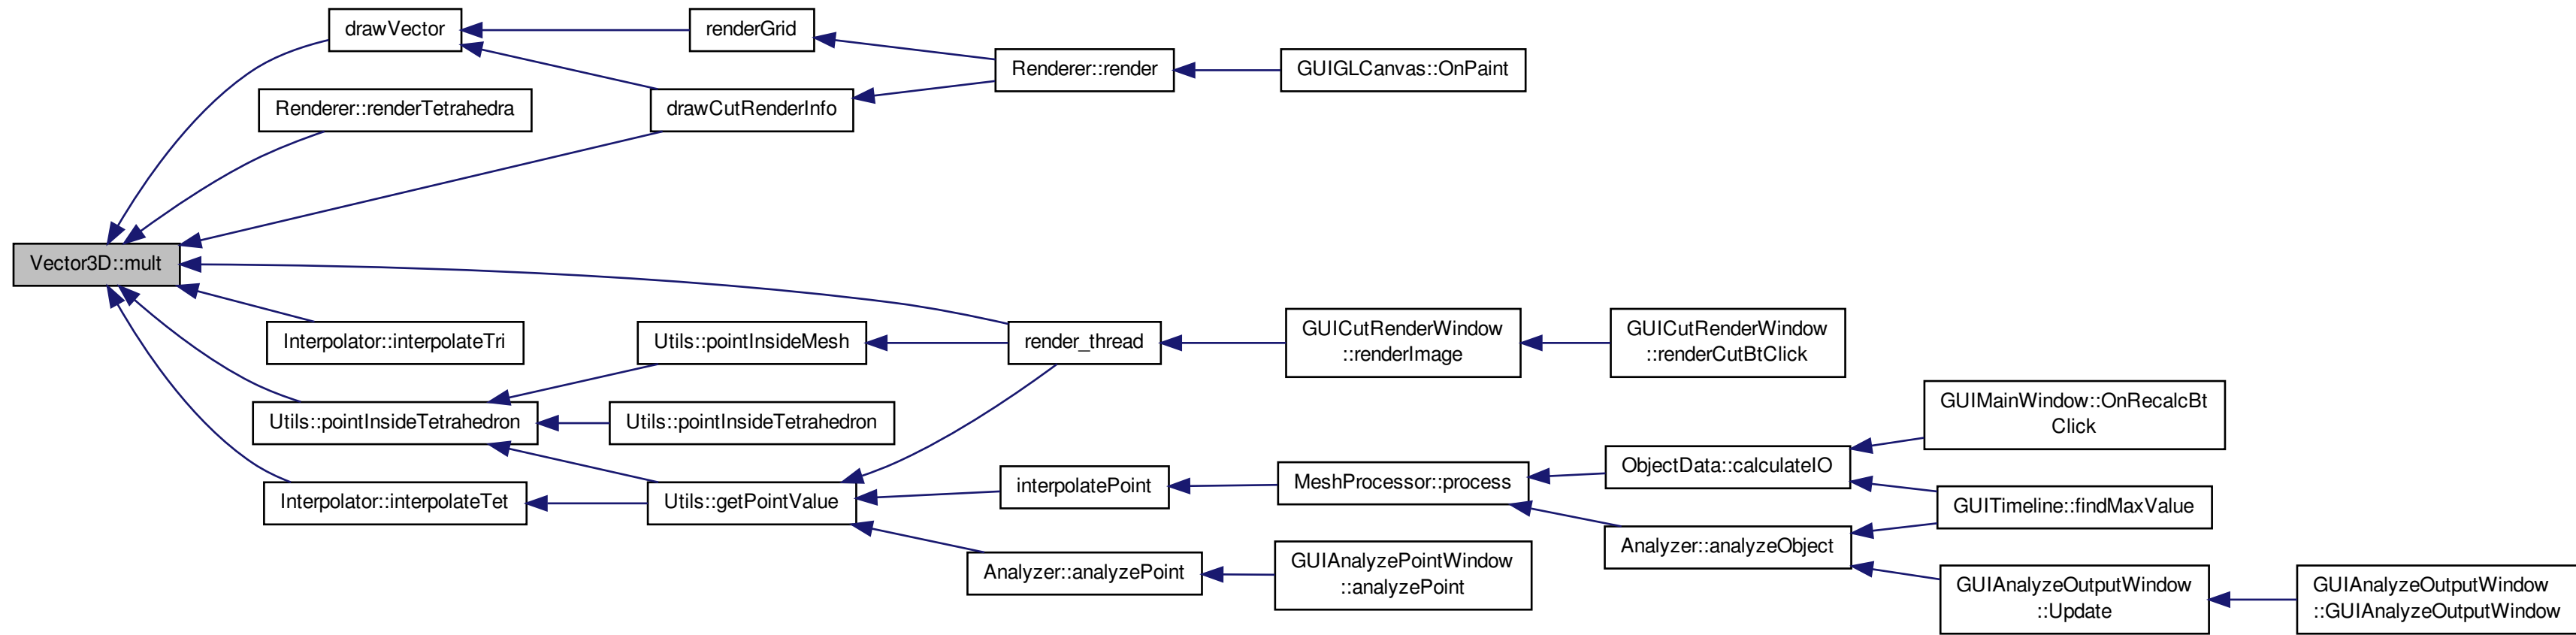 drawVector
renderGrid
Renderer::render
GUIGLCanvas::OnPaint
Renderer::renderTetrahedra
drawCutRenderInfo
Vector3D::mult
Interpolator::interpolateTri
Utils::pointInsideMesh
render_thread
GUICutRenderWindow
::renderImage
GUICutRenderWindow
::renderCutBtClick
Utils::pointInsideTetrahedron
Utils::pointInsideTetrahedron
GUIMainWindow::OnRecalcBt
Click
Interpolator::interpolateTet
Utils::getPointValue
interpolatePoint
MeshProcessor::process
ObjectData::calculateIO
GUITimeline::findMaxValue
Analyzer::analyzePoint
GUIAnalyzePointWindow
::analyzePoint
Analyzer::analyzeObject
GUIAnalyzeOutputWindow
::Update
GUIAnalyzeOutputWindow
::GUIAnalyzeOutputWindow